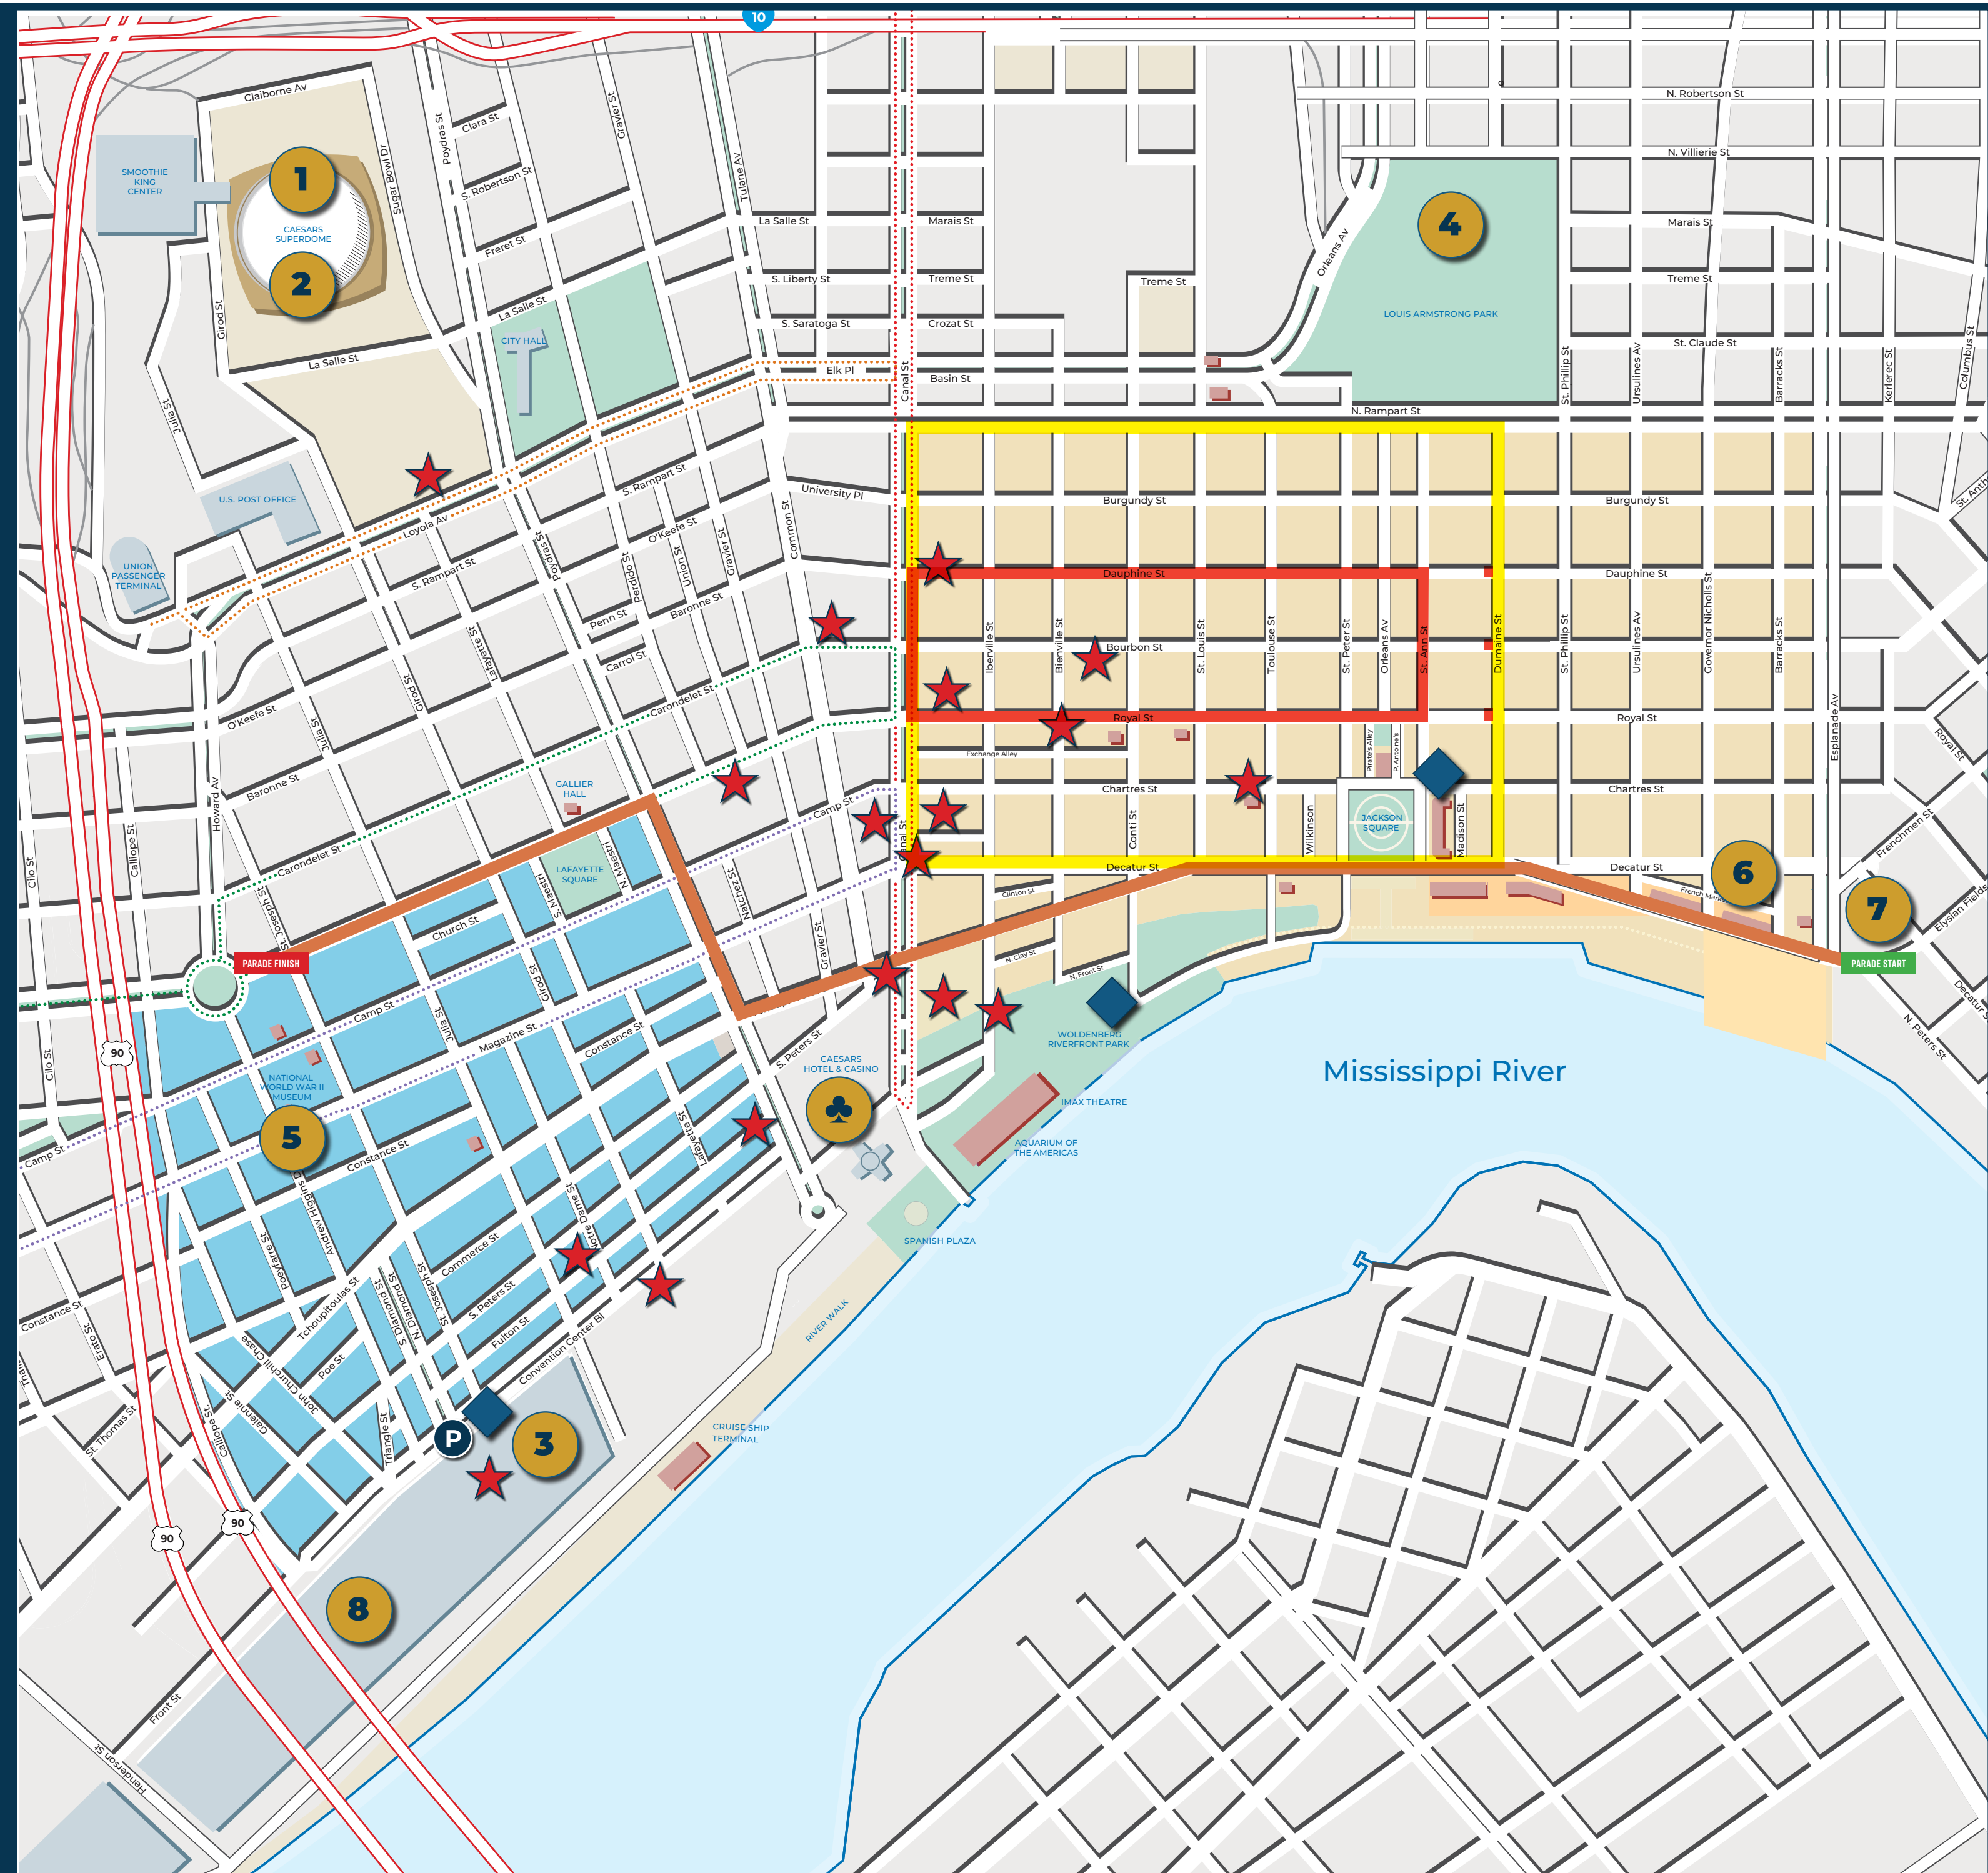 10
Claiborne Av
Poydras St
Clara St
Gravier St
Tulane Av
Sugar Bowl Dr
S. Robertson St
SMOOTHIE
KING
CENTER
1
CAESARS
SUPERDOME
2
Girod St
Freret St
La Salle St
La Salle St
CITY HALL
La Salle St
S. Liberty St
S. Saratoga St
Elk Pl
Marais St
Treme St
Crozat St
Basin St
Canal St
Treme St
Orleans Av
4
LOUIS ARMSTRONG PARK
N. Robertson St
N. Villierie St
Marais St
Treme St
St. Claude St
St. Phillip St
Ursulines Av
Barracks St
Kerlerec St
Columbus St
N. Rampart St
Julia St
U.S. POST OFFICE
UNION
PASSENGER
TERMINAL
Loyola Av
S. Rampart St
S. Rampart St
University Pl
Common St
O'Keefe St
Poydras St
Perdido St
Union St
Gravier St
Penn St
Baronne St
Carrol St
Carondelet St
Lafayette St
Girod St
Julia St
O'Keefe St
Baronne St
Howard Av
Carondelet St
Burgundy St
Burgundy St
St. Anth
Dauphine St
Dauphine St
Iberville St
Bienville St
Bourbon St
St. Louis St
Toulouse St
St. Peter St
Orleans Av
St. Ann St
Dumaine St
St. Phillip St
Ursulines Av
Governor Nicholls St
Barracks St
Esplanade Av
Royal St
Royal St
Royal St
Exchange Alley
Pirate's Alley
P. Antoine's
Chartres St
Chartres St
Conti St
Wilkinson
JACKSON
SQUARE
Madison St
Decatur St
Decatur St
Frenchmen St
Elysian Fields
French Marke
6
7
PARADE START
Decatur S
N. Peters St
GALLIER
HALL
LAFAYETTE
SQUARE
N. Maestri
S. Maestri
Church St
Camp St
Natchez St
Gravier St
Clinton St
N. Clay St
N. Front St
WOLDENBERG
RIVERFRONT PARK
Cilo St
Calliope St
St. Joseph St
PARADE FINISH
Camp St
Julia St
Girod St
Magazine St
Constance St
S. Peters St
CAESARS
HOTEL & CASINO
♣
IMAX THEATRE
AQUARIUM OF
THE AMERICAS
SPANISH PLAZA
Mississippi River
90
Cilo St
NATIONAL
WORLD WAR II
MUSEUM
5
Camp St
Constance St
Lafayette St
Notre Dame St
Poeyfarre St
Andrew Higgins D
Commerce St
S. Peters St
Fulton St
Convention Center Bl
Tchoupitoulas St
S. Diamond St
N. Diamond St
St. Joseph St
Constance St
Erato St
John Churchill Chase
Poe St
Gaiennie St
Calliope St.
Triangle St
St. Thomas St
RIVER WALK
CRUISE SHIP
TERMINAL
P
3
90
90
8
Front St
Henderson St